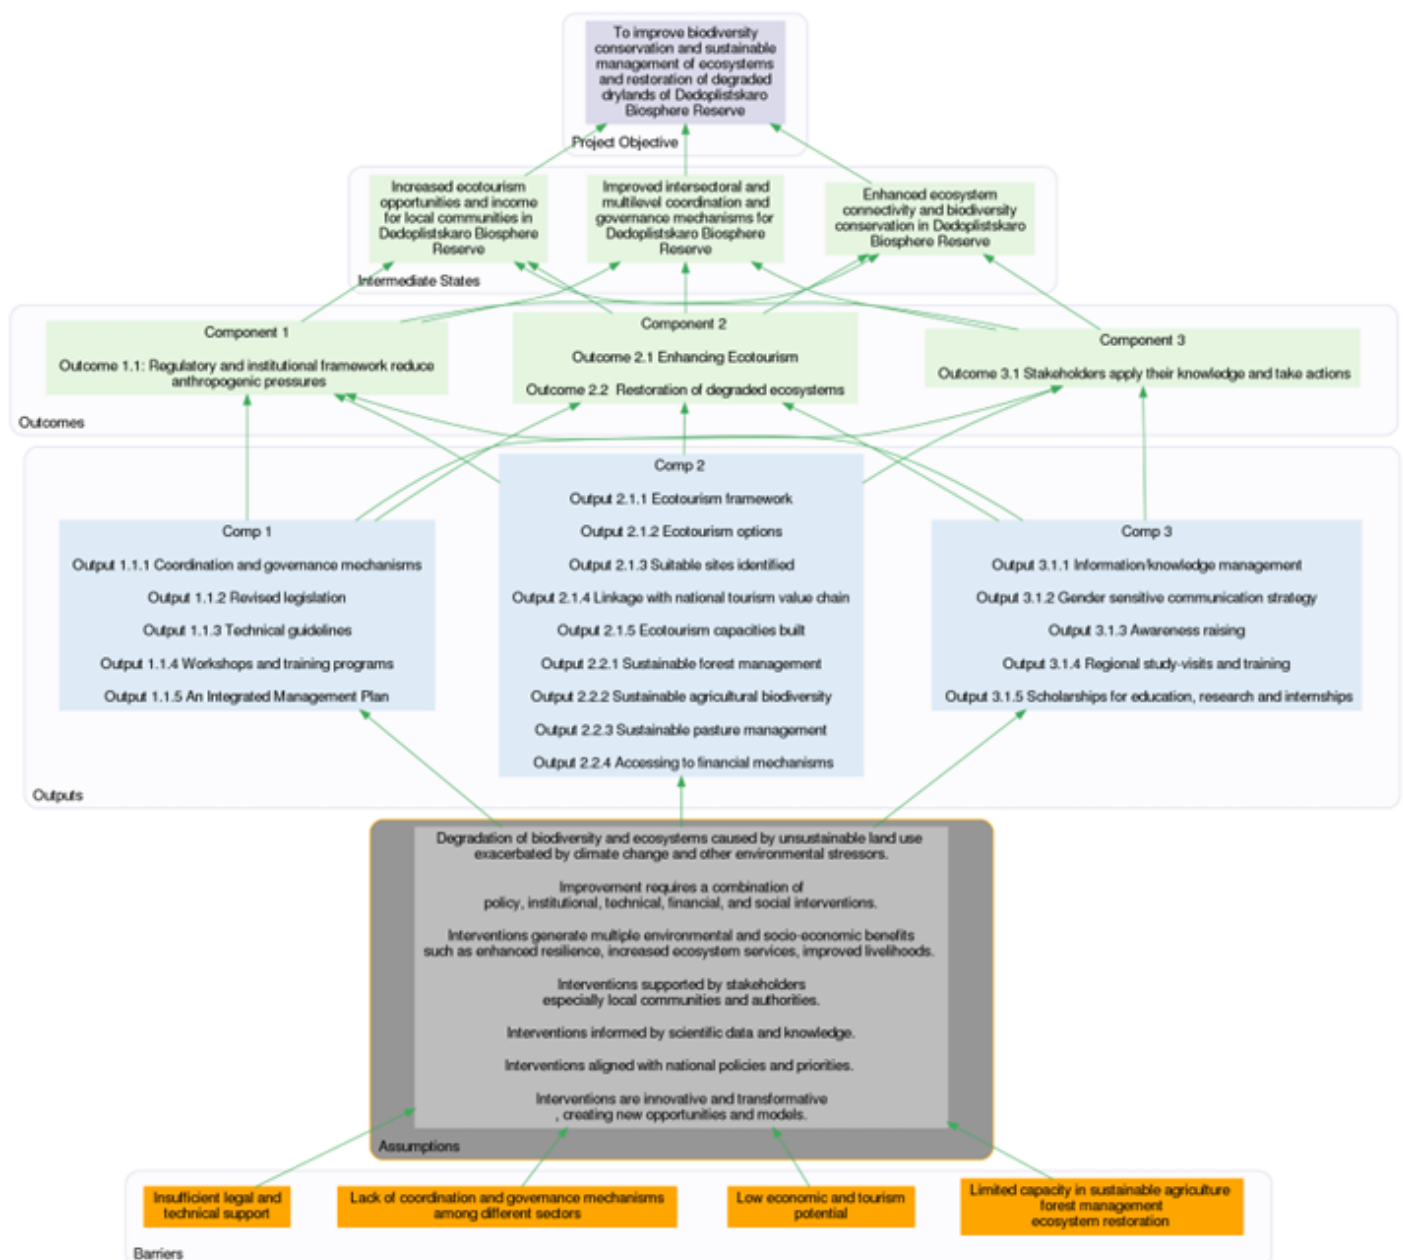 To improve biodiversity
conservation and sustainable
management of ecosystems
and restoration of degraded
drylands of Dedoplistskaro
Biosphere Reserve
Project Objective
Increased ecotourism
opportunities and income
for local communities in
Dedoplistskaro Biosphere
Reserve
Improved intersectoral and
multilevel coordination and
governance mechanisms for
Dedoplistskaro Biosphere
Reserve
Enhanced ecosystem
connectivity and biodiversity
conservation in Dedoplistskaro
Biosphere Reserve
Intermediate States
Component 1
Outcome 1.1: Regulatory and institutional framework reduce
anthropogenic pressures
Component 2
Outcome 2.1 Enhancing Ecotourism
Outcome 2.2 Restoration of degraded ecosystems
Component 3
Outcome 3.1 Stakeholders apply their knowledge and take actions
Outcomes
Comp 1
Output 1.1.1 Coordination and governance mechanisms
Output 1.1.2 Revised legislation
Output 1.1.3 Technical guidelines
Output 1.1.4 Workshops and training programs
Output 1.1.5 An Integrated Management Plan
Comp 2
Output 2.1.1 Ecotourism framework
Output 2.1.2 Ecotourism options
Output 2.1.3 Suitable sites identified
Output 2.1.4 Linkage with national tourism value chain
Output 2.1.5 Ecotourism capacities built
Output 2.2.1 Sustainable forest management
Output 2.2.2 Sustainable agricultural biodiversity
Output 2.2.3 Sustainable pasture management
Output 2.2.4 Accessing to financial mechanisms
Comp 3
Output 3.1.1 Information/knowledge management
Output 3.1.2 Gender sensitive communication strategy
Output 3.1.3 Awareness raising
Output 3.1.4 Regional study-visits and training
Output 3.1.5 Scholarships for education, research and internships
Outputs
Degradation of biodiversity and ecosystems caused by unsustainable land use
exacerbated by climate change and other environmental stressors.
Improvement requires a combination of
policy, institutional, technical, financial, and social interventions.
Interventions generate multiple environmental and socio-economic benefits
such as enhanced resilience, increased ecosystem services, improved livelihoods.
Interventions supported by stakeholders
especially local communities and authorities.
Interventions informed by scientific data and knowledge.
Interventions aligned with national policies and priorities.
Interventions are innovative and transformative
, creating new opportunities and models.
Assumptions
Insufficient legal and
technical support
Lack of coordination and governance mechanisms
among different sectors
Low economic and tourism
potential
Limited capacity in sustainable agriculture
forest management
ecosystem restoration
Barriers